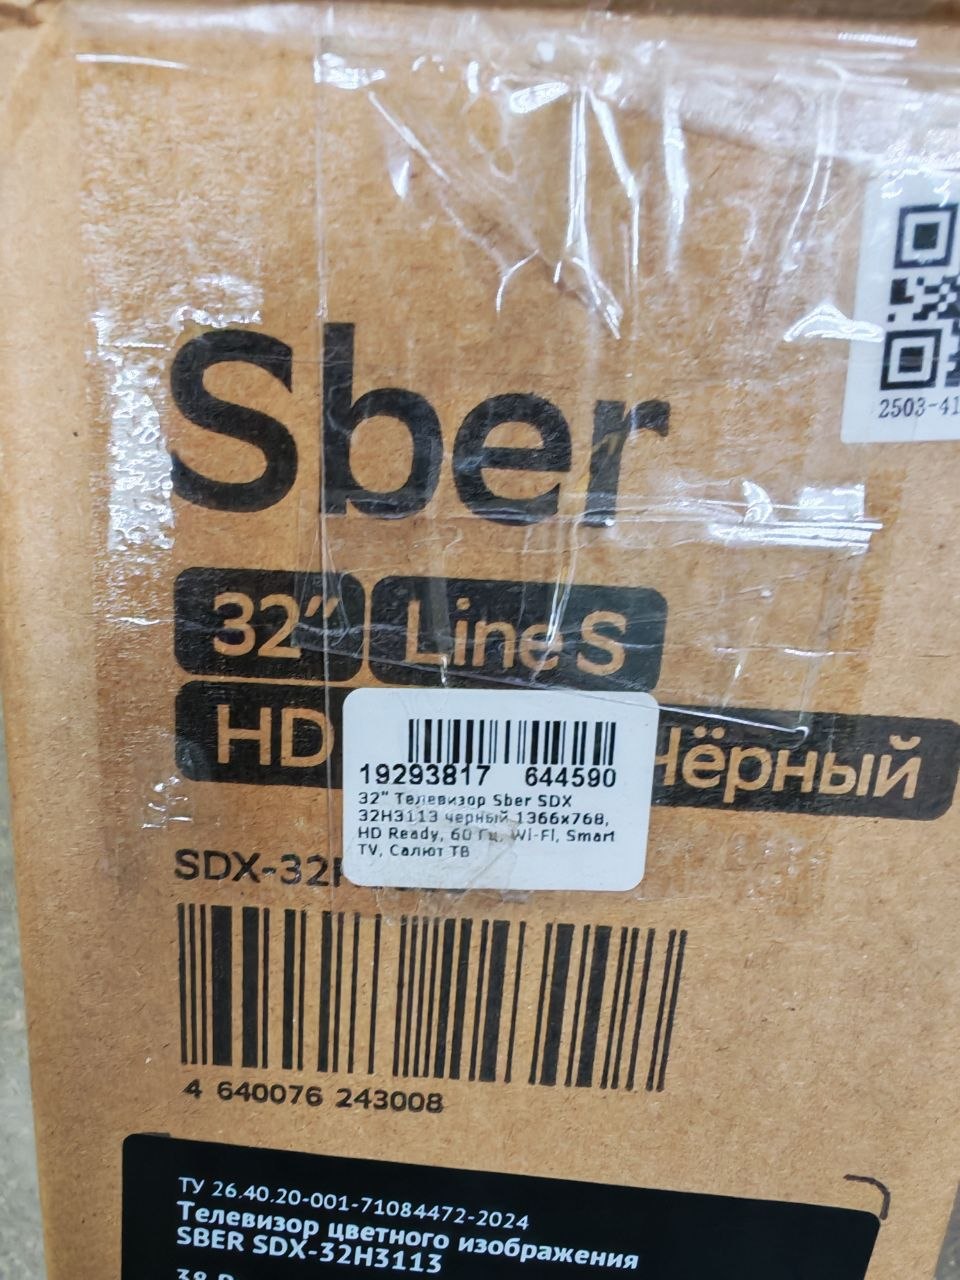 2503-41
Sber
32" Line S
HD Чёрный
19293817 644590
32" Телевизор Sber SDX
32H3113 черный 1366x768,
HD Ready, 60 Гц, Wi-Fi, Smart
TV, Салют ТВ
SDX-32H
4 640076 243008
ТУ 26.40.20-001-71084472-2024
Телевизор цветного изображения
SBER SDX-32H3113